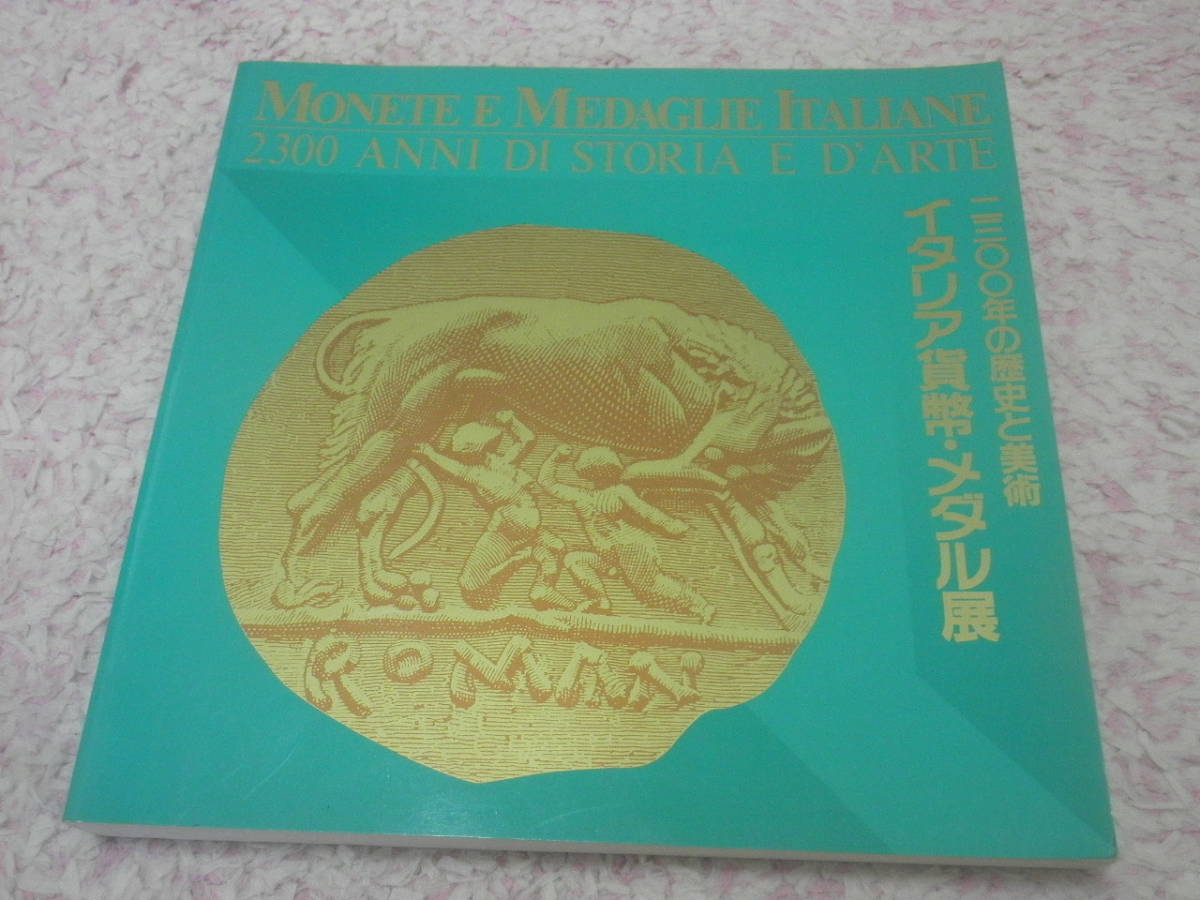 MONETE E MEDAGLIE ITALIANE
2300 ANNI DI STORIA E D'ARTE
二三〇〇年の歴史と美術
イタリア貨幣・メダル展
ROMAN